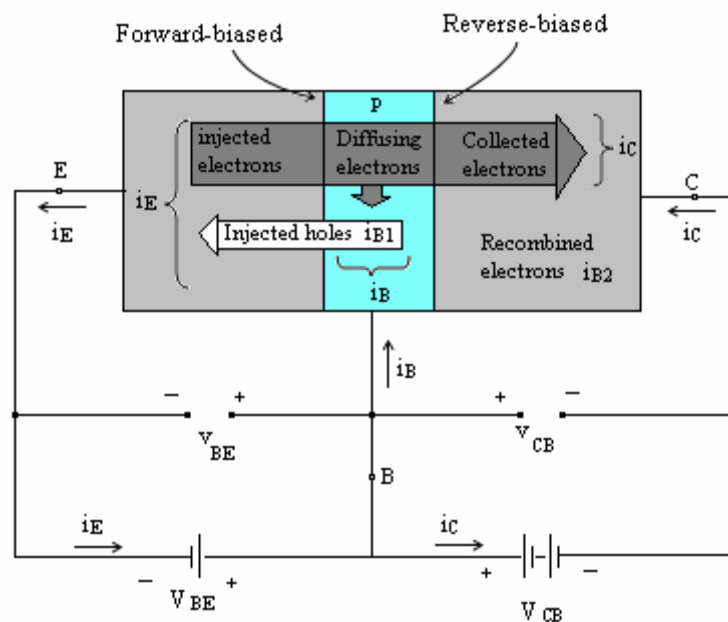 Forward-biased
Reverse-biased
P
injected electrons
Diffusing electrons
Collected electrons
iC
E
iE
iE
Injected holes iB1
C
iC
Recombined electrons iB2
iB
iB
− + + −
vBE
vCB
B
iE
iC
− + + −
VBE
VCB